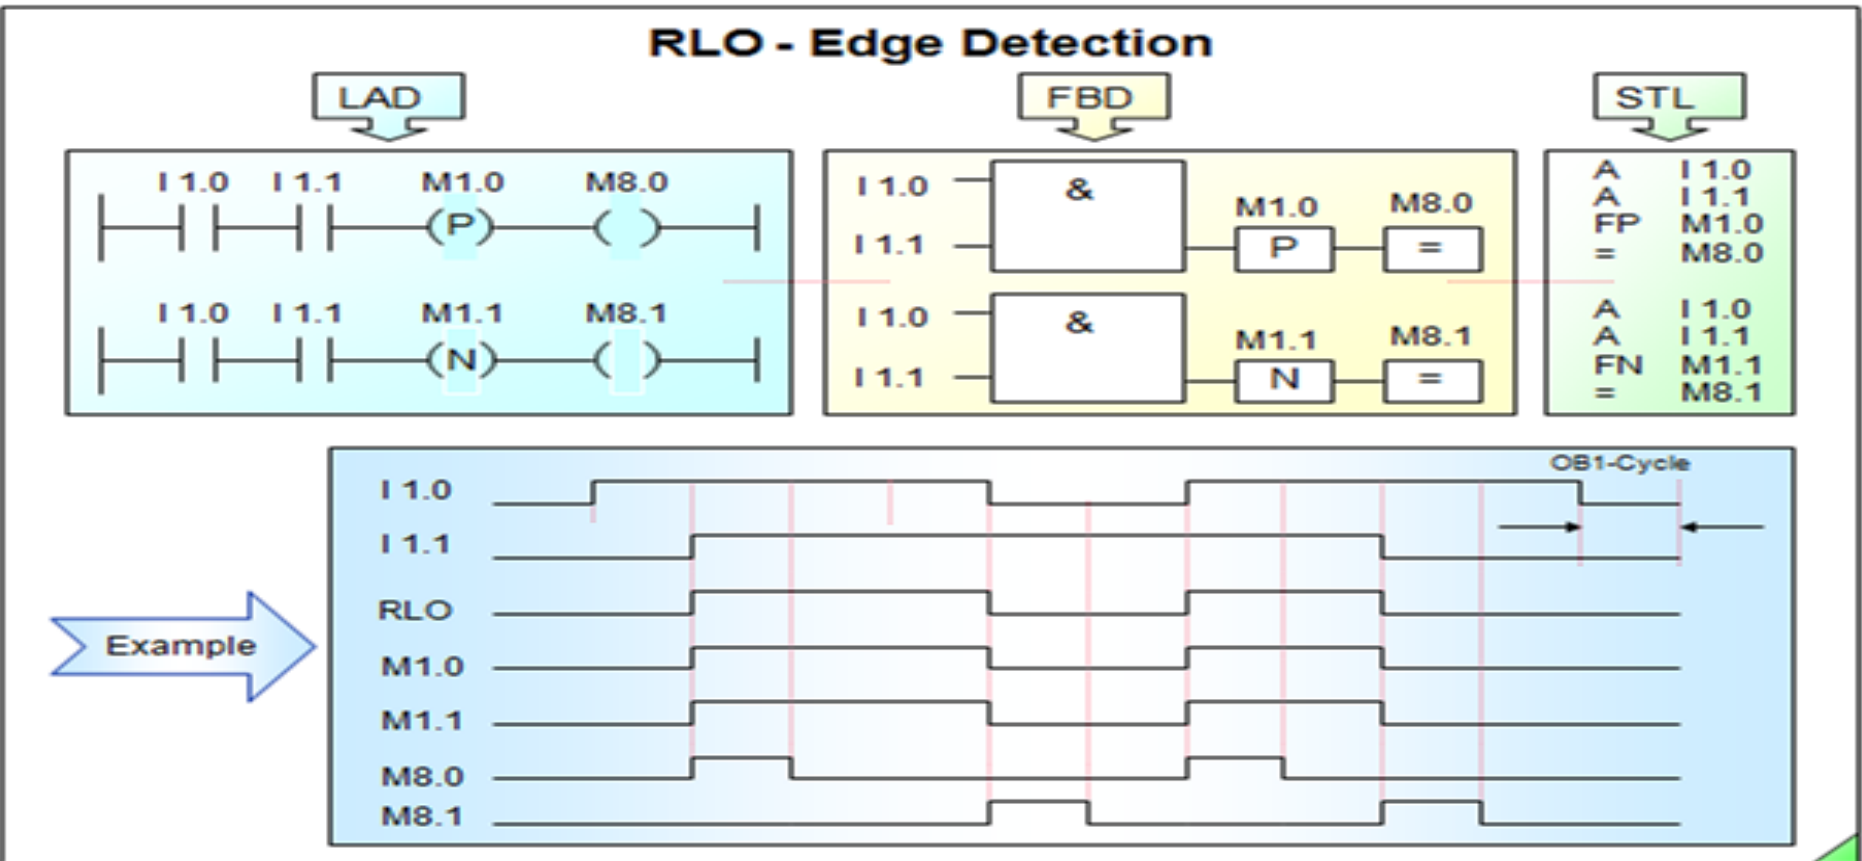 RLO - Edge Detection
LAD
FBD
STL
I 1.0 I 1.1 M1.0 M8.0
(P) ( )
I 1.0 I 1.1 M1.1 M8.1
(N) ( )
I 1.0
&
I 1.1
M1.0 M8.0
P =
I 1.0
&
I 1.1
M1.1 M8.1
N =
A I 1.0
A I 1.1
FP M1.0
= M8.0
A I 1.0
A I 1.1
FN M1.1
= M8.1
Example
OB1-Cycle
I 1.0
I 1.1
RLO
M1.0
M1.1
M8.0
M8.1